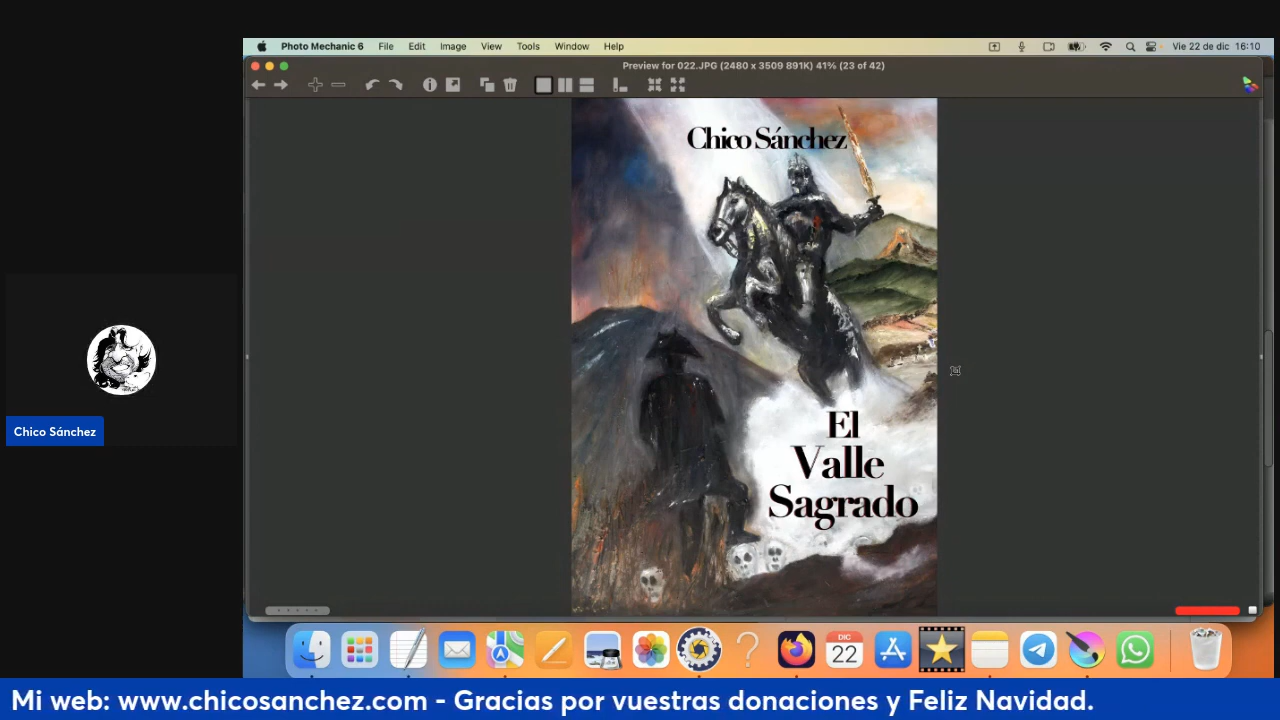 Photo Mechanic 6 File Edit Image View Tools Window Help Vie 22 de dic 16:10
Preview for 022.JPG (2480 x 3509 891K) 41% (23 of 42)
Chico Sánchez
El
Valle
Sagrado
Chico Sánchez
DIC
22
Mi web: www.chicosanchez.com - Gracias por vuestras donaciones y Feliz Navidad.